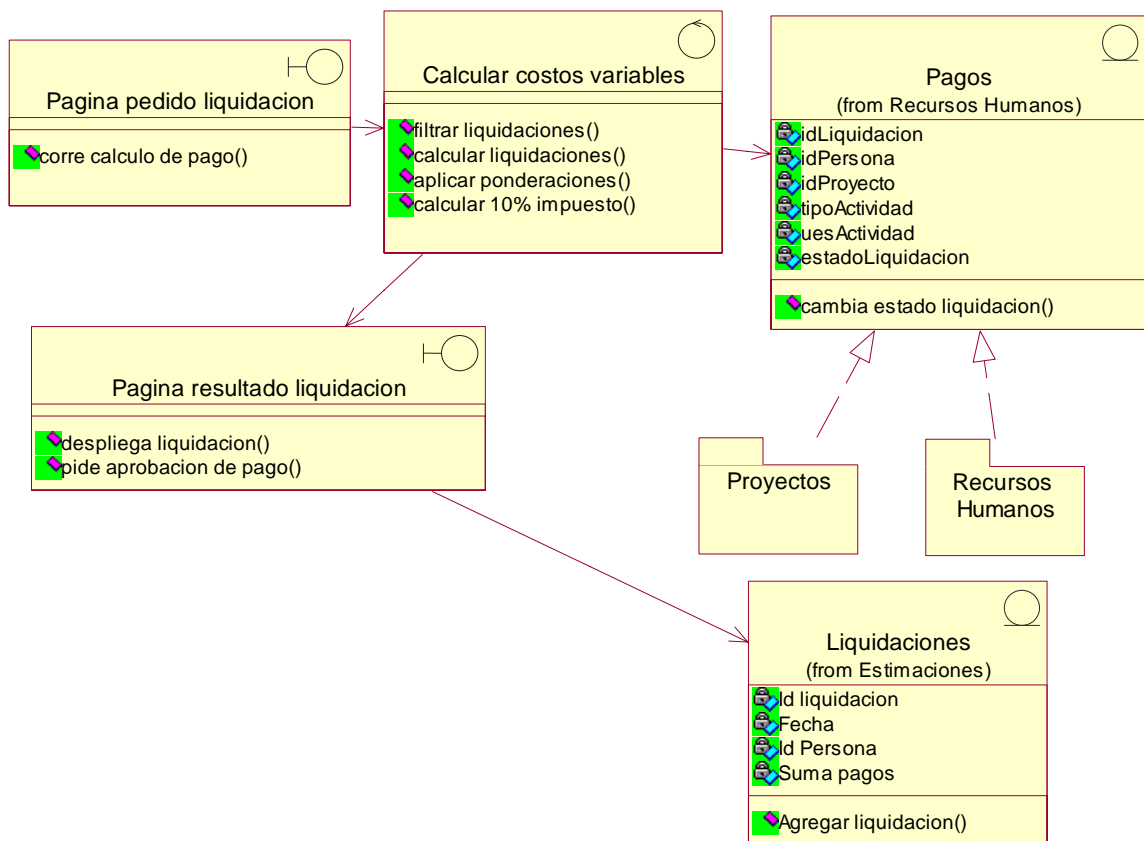 Pagina pedido liquidacion
corre calculo de pago()
Calcular costos variables
filtrar liquidaciones()
calcular liquidaciones()
aplicar ponderaciones()
calcular 10% impuesto()
Pagos
(from Recursos Humanos)
idLiquidacion
idPersona
idProyecto
tipoActividad
uesActividad
estadoLiquidacion
cambia estado liquidacion()
Pagina resultado liquidacion
despliega liquidacion()
pide aprobacion de pago()
Proyectos
Recursos
Humanos
Liquidaciones
(from Estimaciones)
Id liquidacion
Fecha
Id Persona
Suma pagos
Agregar liquidacion()